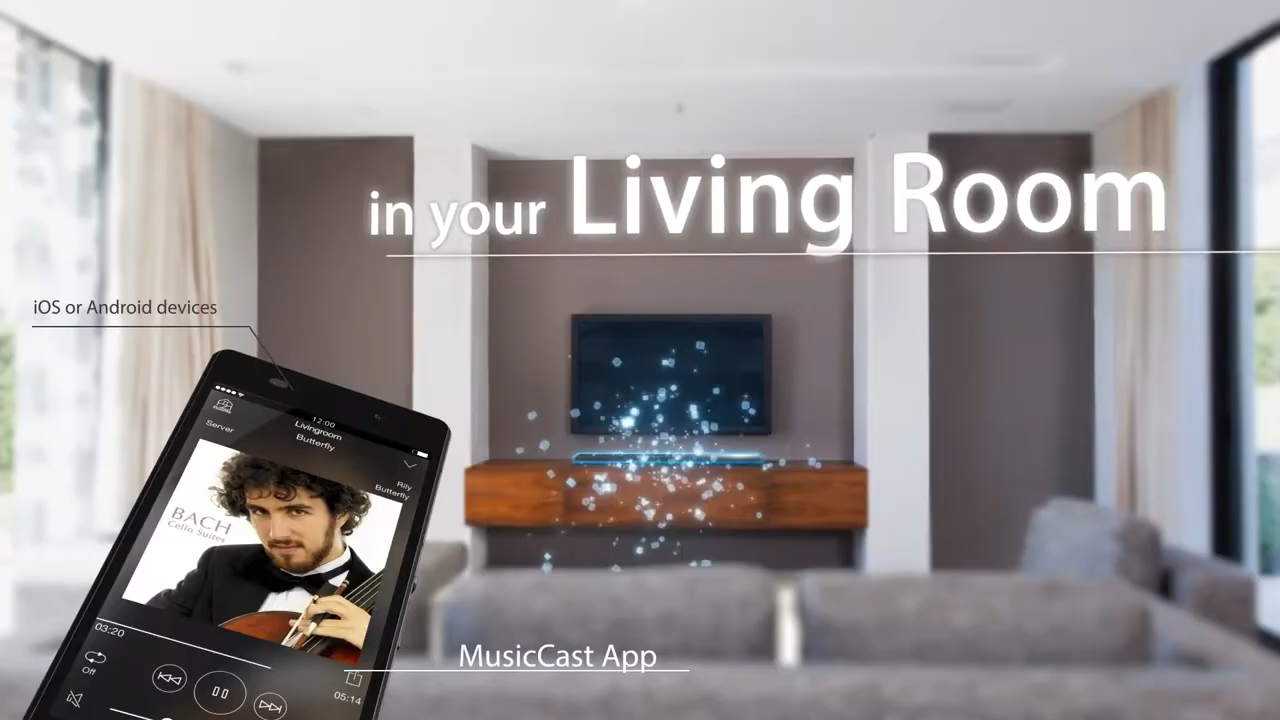 in your Living Room
iOS or Android devices
12:00
Livingroom
Butterfly
Server
Rily
Butterfly
BACH
Cello Suites
03:20
Off
05:14
MusicCast App